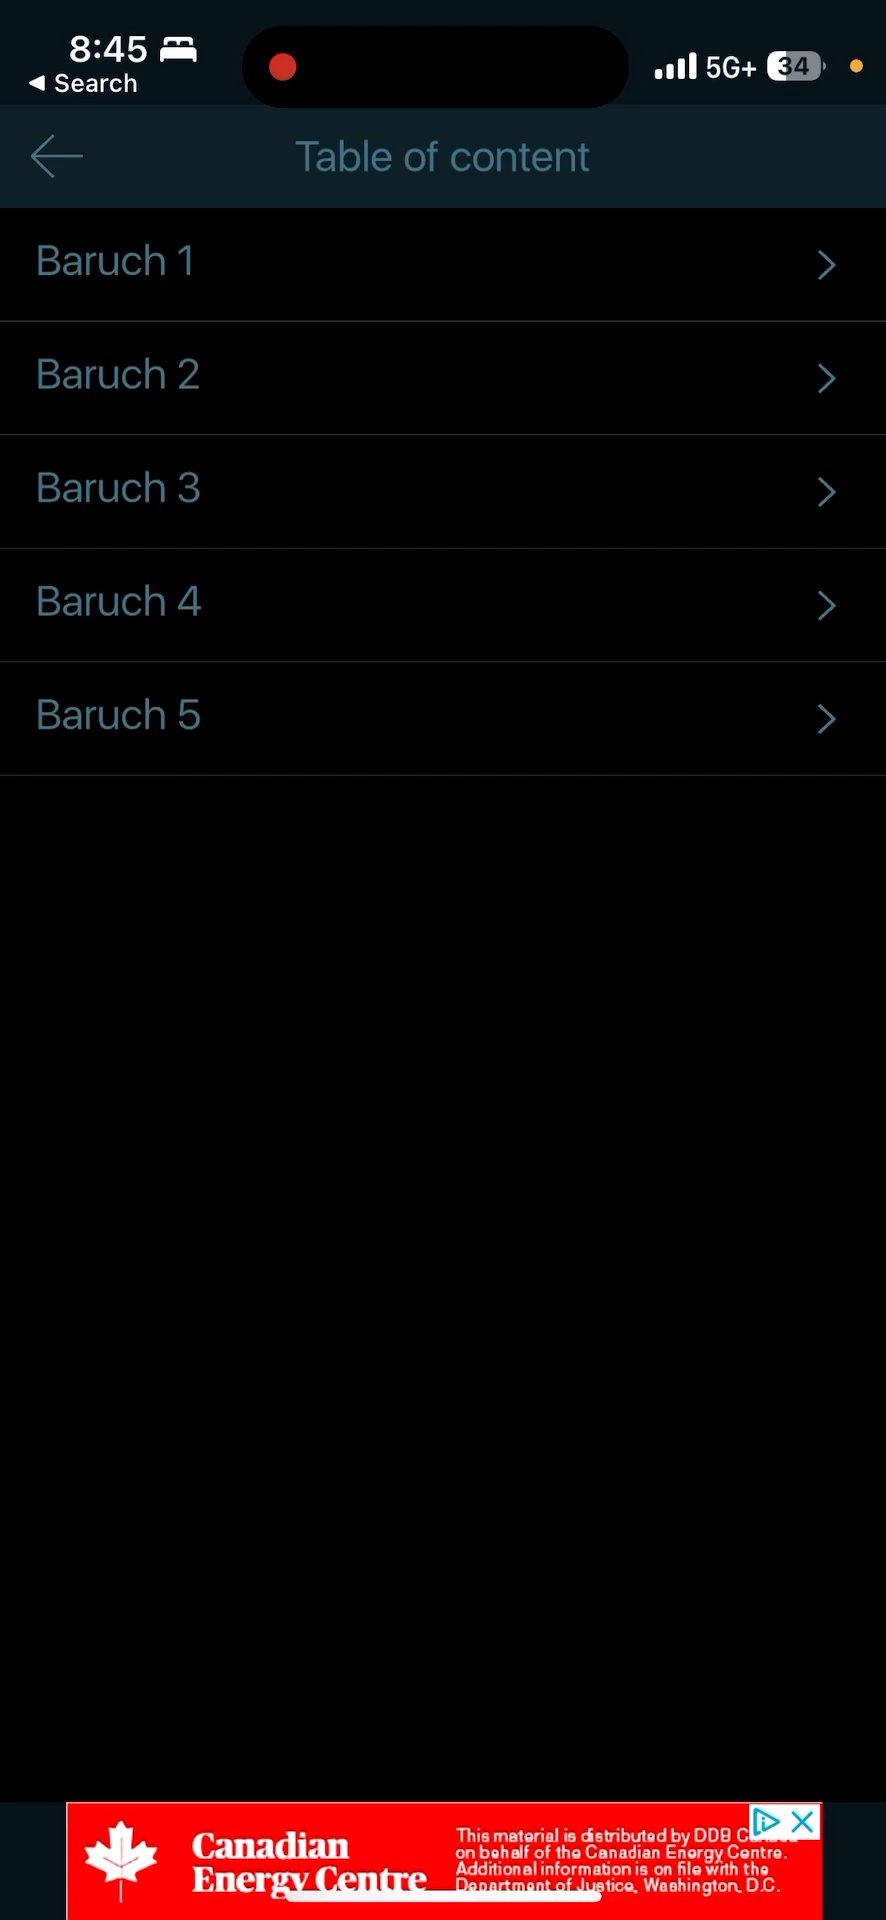 8:45
5G+ 34
Search
Table of content
Baruch 1
Baruch 2
Baruch 3
Baruch 4
Baruch 5
Canadian
Energy Centre
This material is distributed by DDB
on behalf of the Canadian Energy Centre.
Additional information is on file with the
Department of Justice, Washington, D.C.